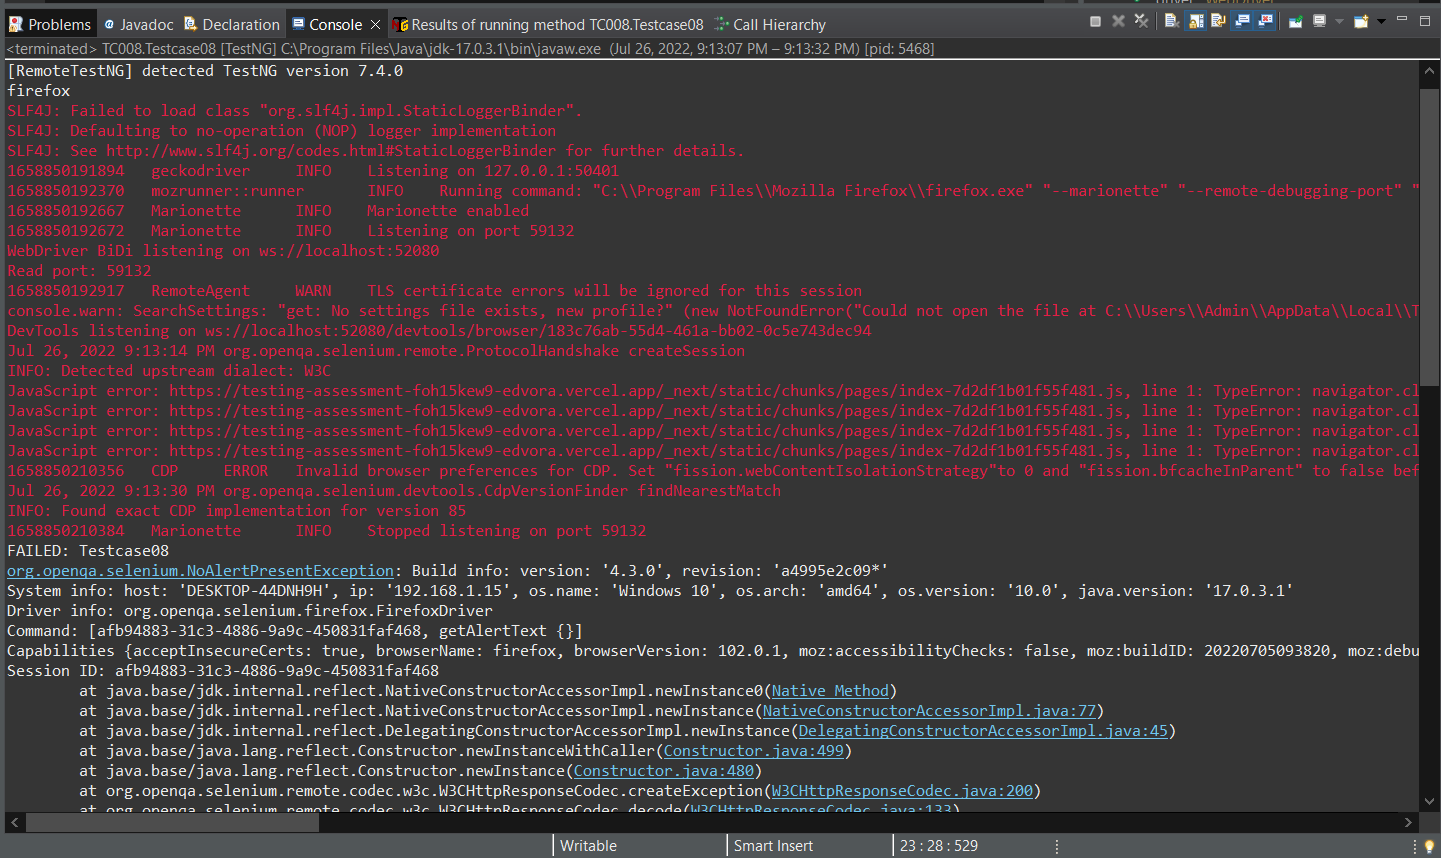 Problems Javadoc Declaration Console Results of running method TC008.Testcase08 Call Hierarchy
<terminated> TC008.Testcase08 [TestNG] C:\Program Files\Java\jdk-17.0.3.1\bin\javaw.exe (Jul 26, 2022, 9:13:07 PM – 9:13:32 PM) [pid: 5468]
[RemoteTestNG] detected TestNG version 7.4.0
firefox
SLF4J: Failed to load class "org.slf4j.impl.StaticLoggerBinder".
SLF4J: Defaulting to no-operation (NOP) logger implementation
SLF4J: See http://www.slf4j.org/codes.html#StaticLoggerBinder for further details.
1658850191894 geckodriver INFO Listening on 127.0.0.1:50401
1658850192370 mozrunner::runner INFO Running command: "C:\\Program Files\\Mozilla Firefox\\firefox.exe" "--marionette" "--remote-debugging-port" "
1658850192667 Marionette INFO Marionette enabled
1658850192672 Marionette INFO Listening on port 59132
WebDriver BiDi listening on ws://localhost:52080
Read port: 59132
1658850192917 RemoteAgent WARN TLS certificate errors will be ignored for this session
console.warn: SearchSettings: "get: No settings file exists, new profile?" (new NotFoundError("Could not open the file at C:\\Users\\Admin\\AppData\\Local\\T
DevTools listening on ws://localhost:52080/devtools/browser/183c76ab-55d4-461a-bb02-0c5e743dec94
Jul 26, 2022 9:13:14 PM org.openqa.selenium.remote.ProtocolHandshake createSession
INFO: Detected upstream dialect: W3C
JavaScript error: https://testing-assessment-foh15kew9-edvora.vercel.app/_next/static/chunks/pages/index-7d2df1b01f55f481.js, line 1: TypeError: navigator.cl
JavaScript error: https://testing-assessment-foh15kew9-edvora.vercel.app/_next/static/chunks/pages/index-7d2df1b01f55f481.js, line 1: TypeError: navigator.cl
JavaScript error: https://testing-assessment-foh15kew9-edvora.vercel.app/_next/static/chunks/pages/index-7d2df1b01f55f481.js, line 1: TypeError: navigator.cl
JavaScript error: https://testing-assessment-foh15kew9-edvora.vercel.app/_next/static/chunks/pages/index-7d2df1b01f55f481.js, line 1: TypeError: navigator.cl
1658850210356 CDP ERROR Invalid browser preferences for CDP. Set "fission.webContentIsolationStrategy"to 0 and "fission.bfcacheInParent" to false bef
Jul 26, 2022 9:13:30 PM org.openqa.selenium.devtools.CdpVersionFinder findNearestMatch
INFO: Found exact CDP implementation for version 85
1658850210384 Marionette INFO Stopped listening on port 59132
FAILED: Testcase08
org.openqa.selenium.NoAlertPresentException: Build info: version: '4.3.0', revision: 'a4995e2c09*'
System info: host: 'DESKTOP-44DNH9H', ip: '192.168.1.15', os.name: 'Windows 10', os.arch: 'amd64', os.version: '10.0', java.version: '17.0.3.1'
Driver info: org.openqa.selenium.firefox.FirefoxDriver
Command: [afb94883-31c3-4886-9a9c-450831faf468, getAlertText {}]
Capabilities {acceptInsecureCerts: true, browserName: firefox, browserVersion: 102.0.1, moz:accessibilityChecks: false, moz:buildID: 20220705093820, moz:debu
Session ID: afb94883-31c3-4886-9a9c-450831faf468
at java.base/jdk.internal.reflect.NativeConstructorAccessorImpl.newInstance0(Native Method)
at java.base/jdk.internal.reflect.NativeConstructorAccessorImpl.newInstance(NativeConstructorAccessorImpl.java:77)
at java.base/jdk.internal.reflect.DelegatingConstructorAccessorImpl.newInstance(DelegatingConstructorAccessorImpl.java:45)
at java.base/java.lang.reflect.Constructor.newInstanceWithCaller(Constructor.java:499)
at java.base/java.lang.reflect.Constructor.newInstance(Constructor.java:480)
at org.openqa.selenium.remote.codec.w3c.W3CHttpResponseCodec.createException(W3CHttpResponseCodec.java:200)
at org.openqa.selenium.remote.codec.w3c.W3CHttpResponseCodec.decode(W3CHttpResponseCodec.java:133)
Writable Smart Insert 23 : 28 : 529